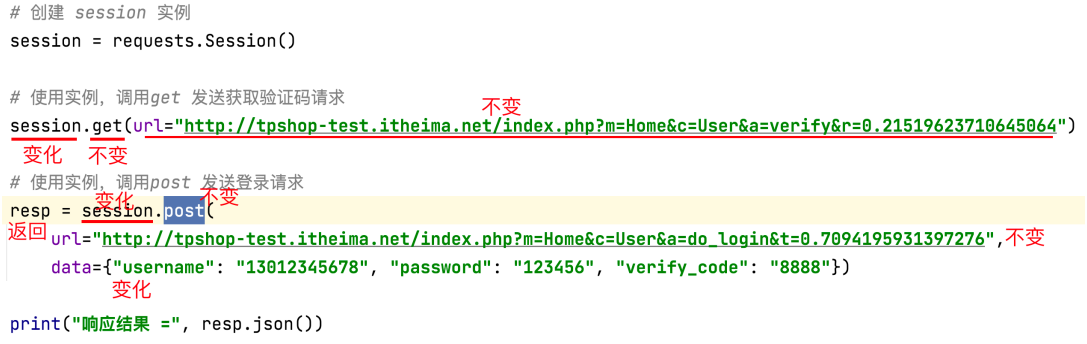 # 创建 session 实例
session = requests.Session()
# 使用实例，调用get 发送获取验证码请求
不变
session.get(url="http://tpshop-test.itheima.net/index.php?m=Home&c=User&a=verify&r=0.21519623710645064")
变化 不变
# 使用实例，调用post 发送登录请求
变化 不变
resp = session.post(
返回
url="http://tpshop-test.itheima.net/index.php?m=Home&c=User&a=do_login&t=0.7094195931397276", 不变
data={"username": "13012345678", "password": "123456", "verify_code": "8888"})
变化
print("响应结果 =", resp.json())